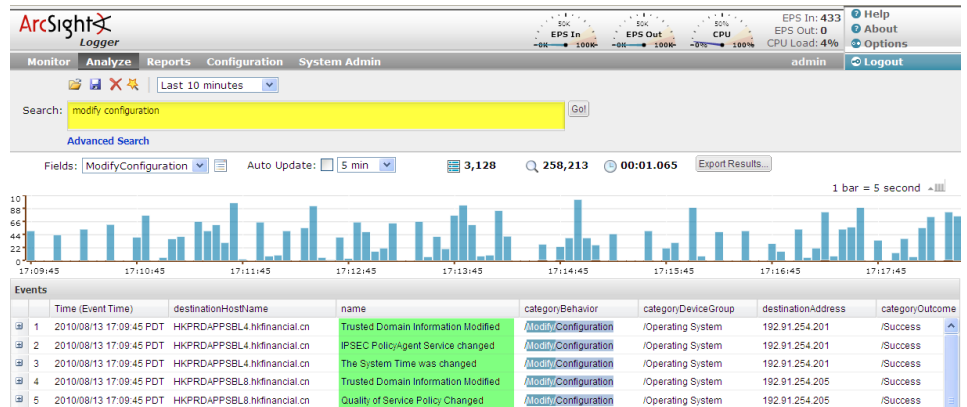 ArcSight
Logger
50K
EPS In
-0K 100K-
50K
EPS Out
-0K 100K-
50%
CPU
-0% 100%
EPS In: 433
EPS Out: 0
CPU Load: 4%
Help
About
Options
Monitor Analyze Reports Configuration System Admin admin Logout
Last 10 minutes
Search: modify configuration Go!
Advanced Search
Fields: ModifyConfiguration Auto Update: 5 min 3,128 258,213 00:01.065 Export Results...
1 bar = 5 second
88
66
44
22
0
17:09:45 17:10:45 17:11:45 17:12:45 17:13:45 17:14:45 17:15:45 17:16:45 17:17:45
Events
Time (Event Time) destinationHostName name categoryBehavior categoryDeviceGroup destinationAddress categoryOutcome
1 2010/08/13 17:09:45 PDT HKPRDAPPSBL4.hkfinancial.cn Trusted Domain Information Modified /Modify/Configuration /Operating System 192.91.254.201 /Success
2 2010/08/13 17:09:45 PDT HKPRDAPPSBL4.hkfinancial.cn IPSEC PolicyAgent Service changed /Modify/Configuration /Operating System 192.91.254.201 /Success
3 2010/08/13 17:09:45 PDT HKPRDAPPSBL4.hkfinancial.cn The System Time was changed /Modify/Configuration /Operating System 192.91.254.201 /Success
4 2010/08/13 17:09:45 PDT HKPRDAPPSBL8.hkfinancial.cn Trusted Domain Information Modified /Modify/Configuration /Operating System 192.91.254.205 /Success
5 2010/08/13 17:09:45 PDT HKPRDAPPSBL8.hkfinancial.cn Quality of Service Policy Changed /Modify/Configuration /Operating System 192.91.254.205 /Success